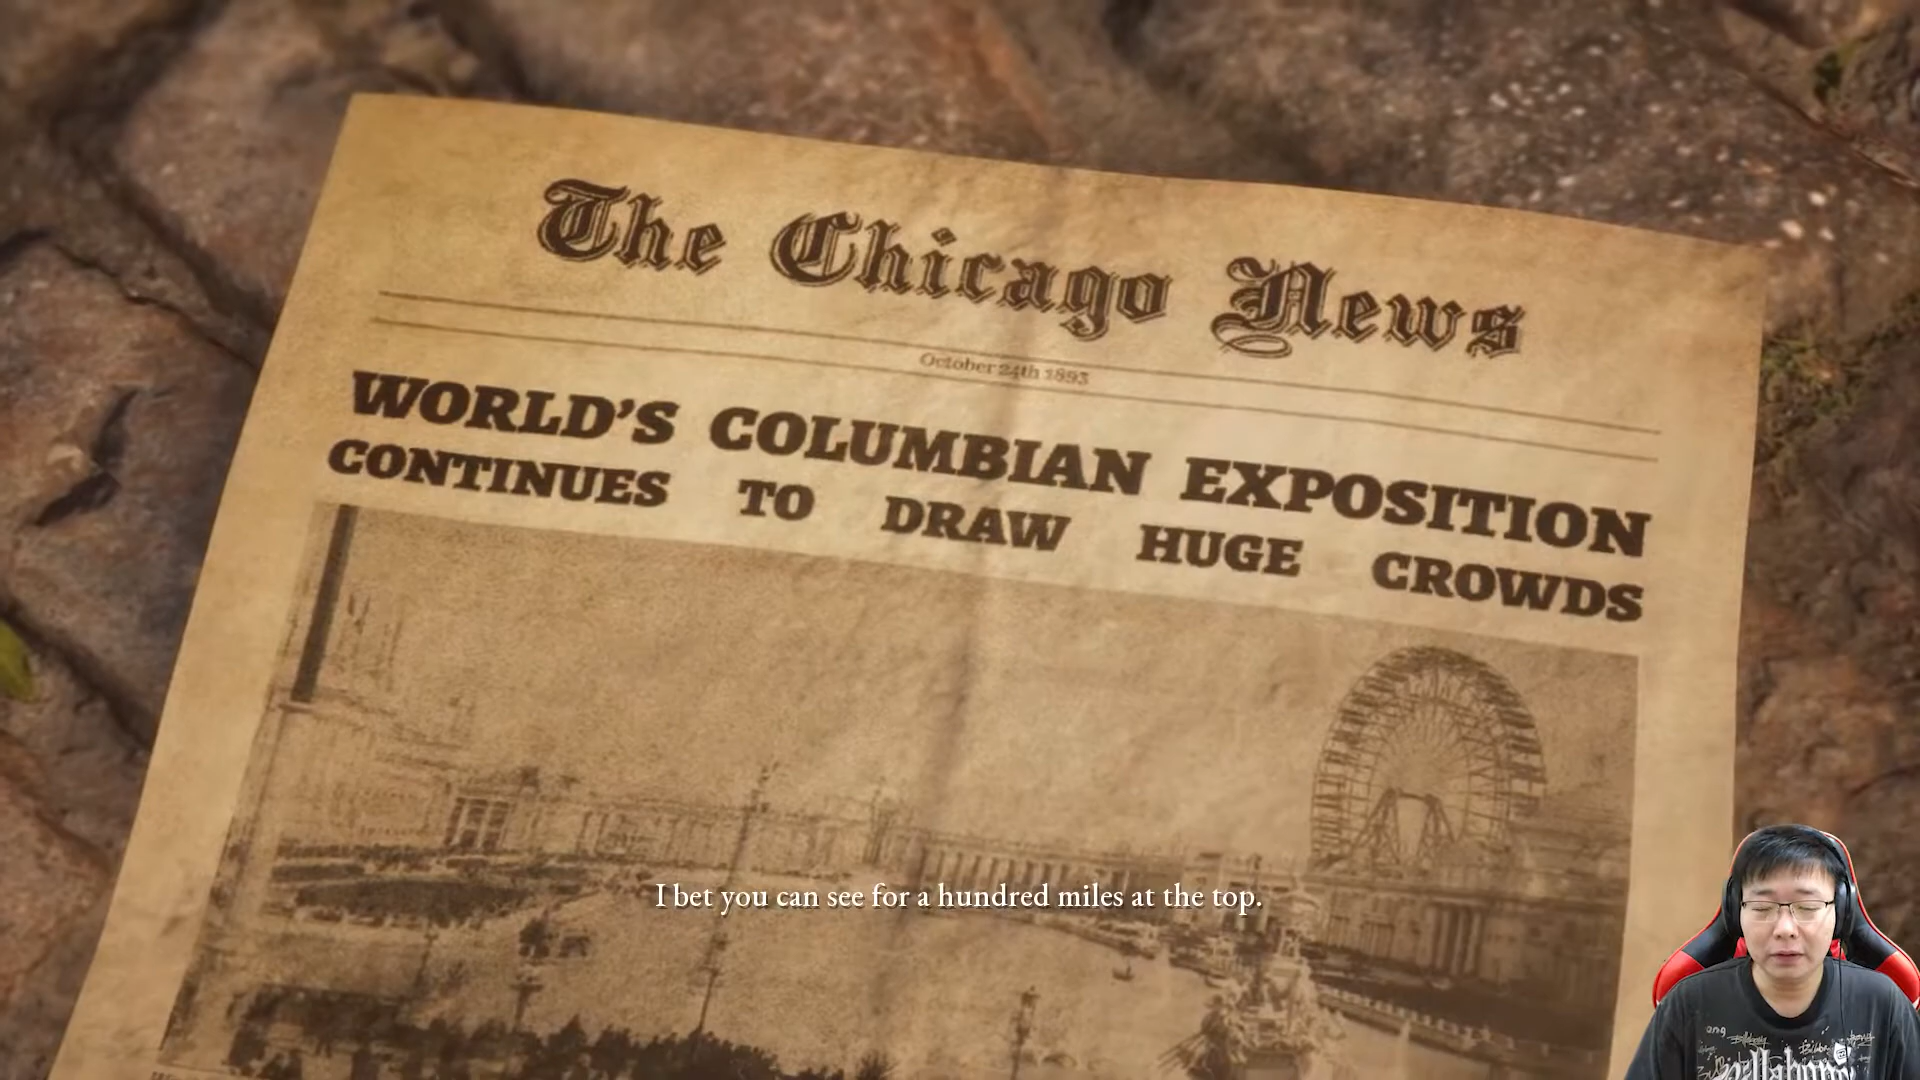 The Chicago News
October 24th 1893
WORLD'S COLUMBIAN EXPOSITION
CONTINUES TO DRAW HUGE CROWDS
I bet you can see for a hundred miles at the top.